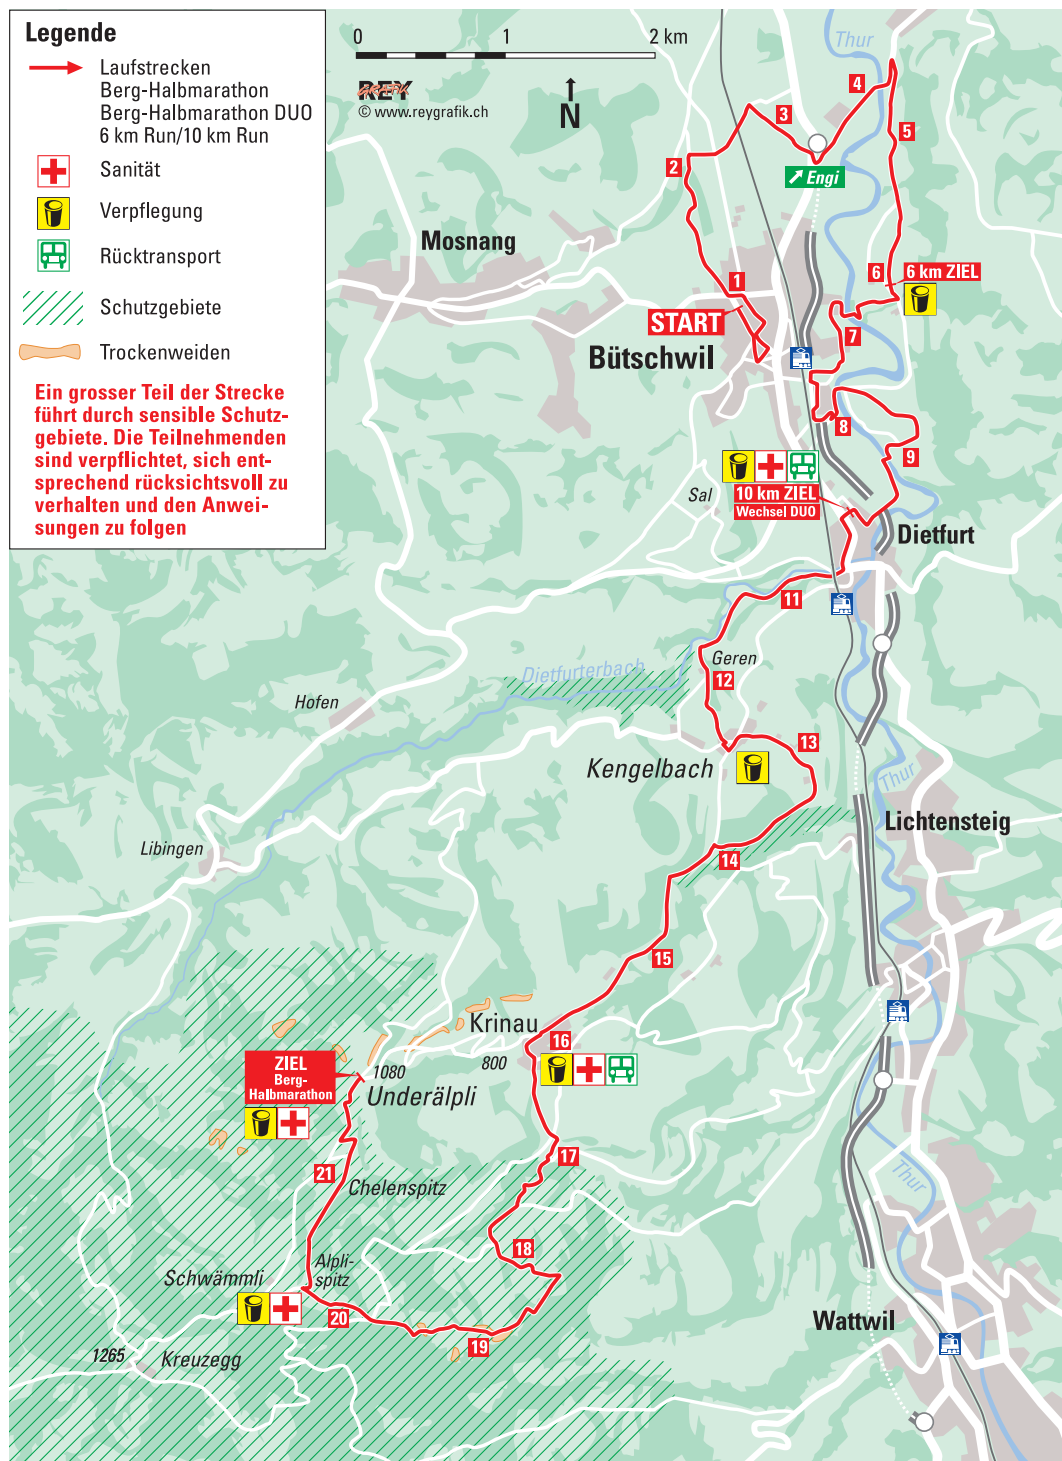 Legende
Laufstrecken
Berg-Halbmarathon
Berg-Halbmarathon DUO
6 km Run/10 km Run
Sanität
Verpflegung
Rücktransport
Schutzgebiete
Trockenweiden
Ein grosser Teil der Strecke
führt durch sensible Schutz-
gebiete. Die Teilnehmenden
sind verpflichtet, sich ent-
sprechend rücksichtsvoll zu
verhalten und den Anwei-
sungen zu folgen
0 1 2 km
REY
GRAFIK
© www.reygrafik.ch
N
Thur
4
3
5
2
Engi
Mosnang
6
6 km ZIEL
1
START
7
Bütschwil
8
9
Sal
10 km ZIEL
Wechsel DUO
Dietfurt
11
Geren
Dietfurterbach
12
Hofen
13
Kengelbach
Thur
Lichtensteig
Libingen
14
15
Krinau
16
800
ZIEL
Berg-
Halbmarathon
1080
Underälpli
17
21
Chelenspitz
Thur
18
Alpli-
spitz
Schwämmli
20
19
Wattwil
1265
Kreuzegg